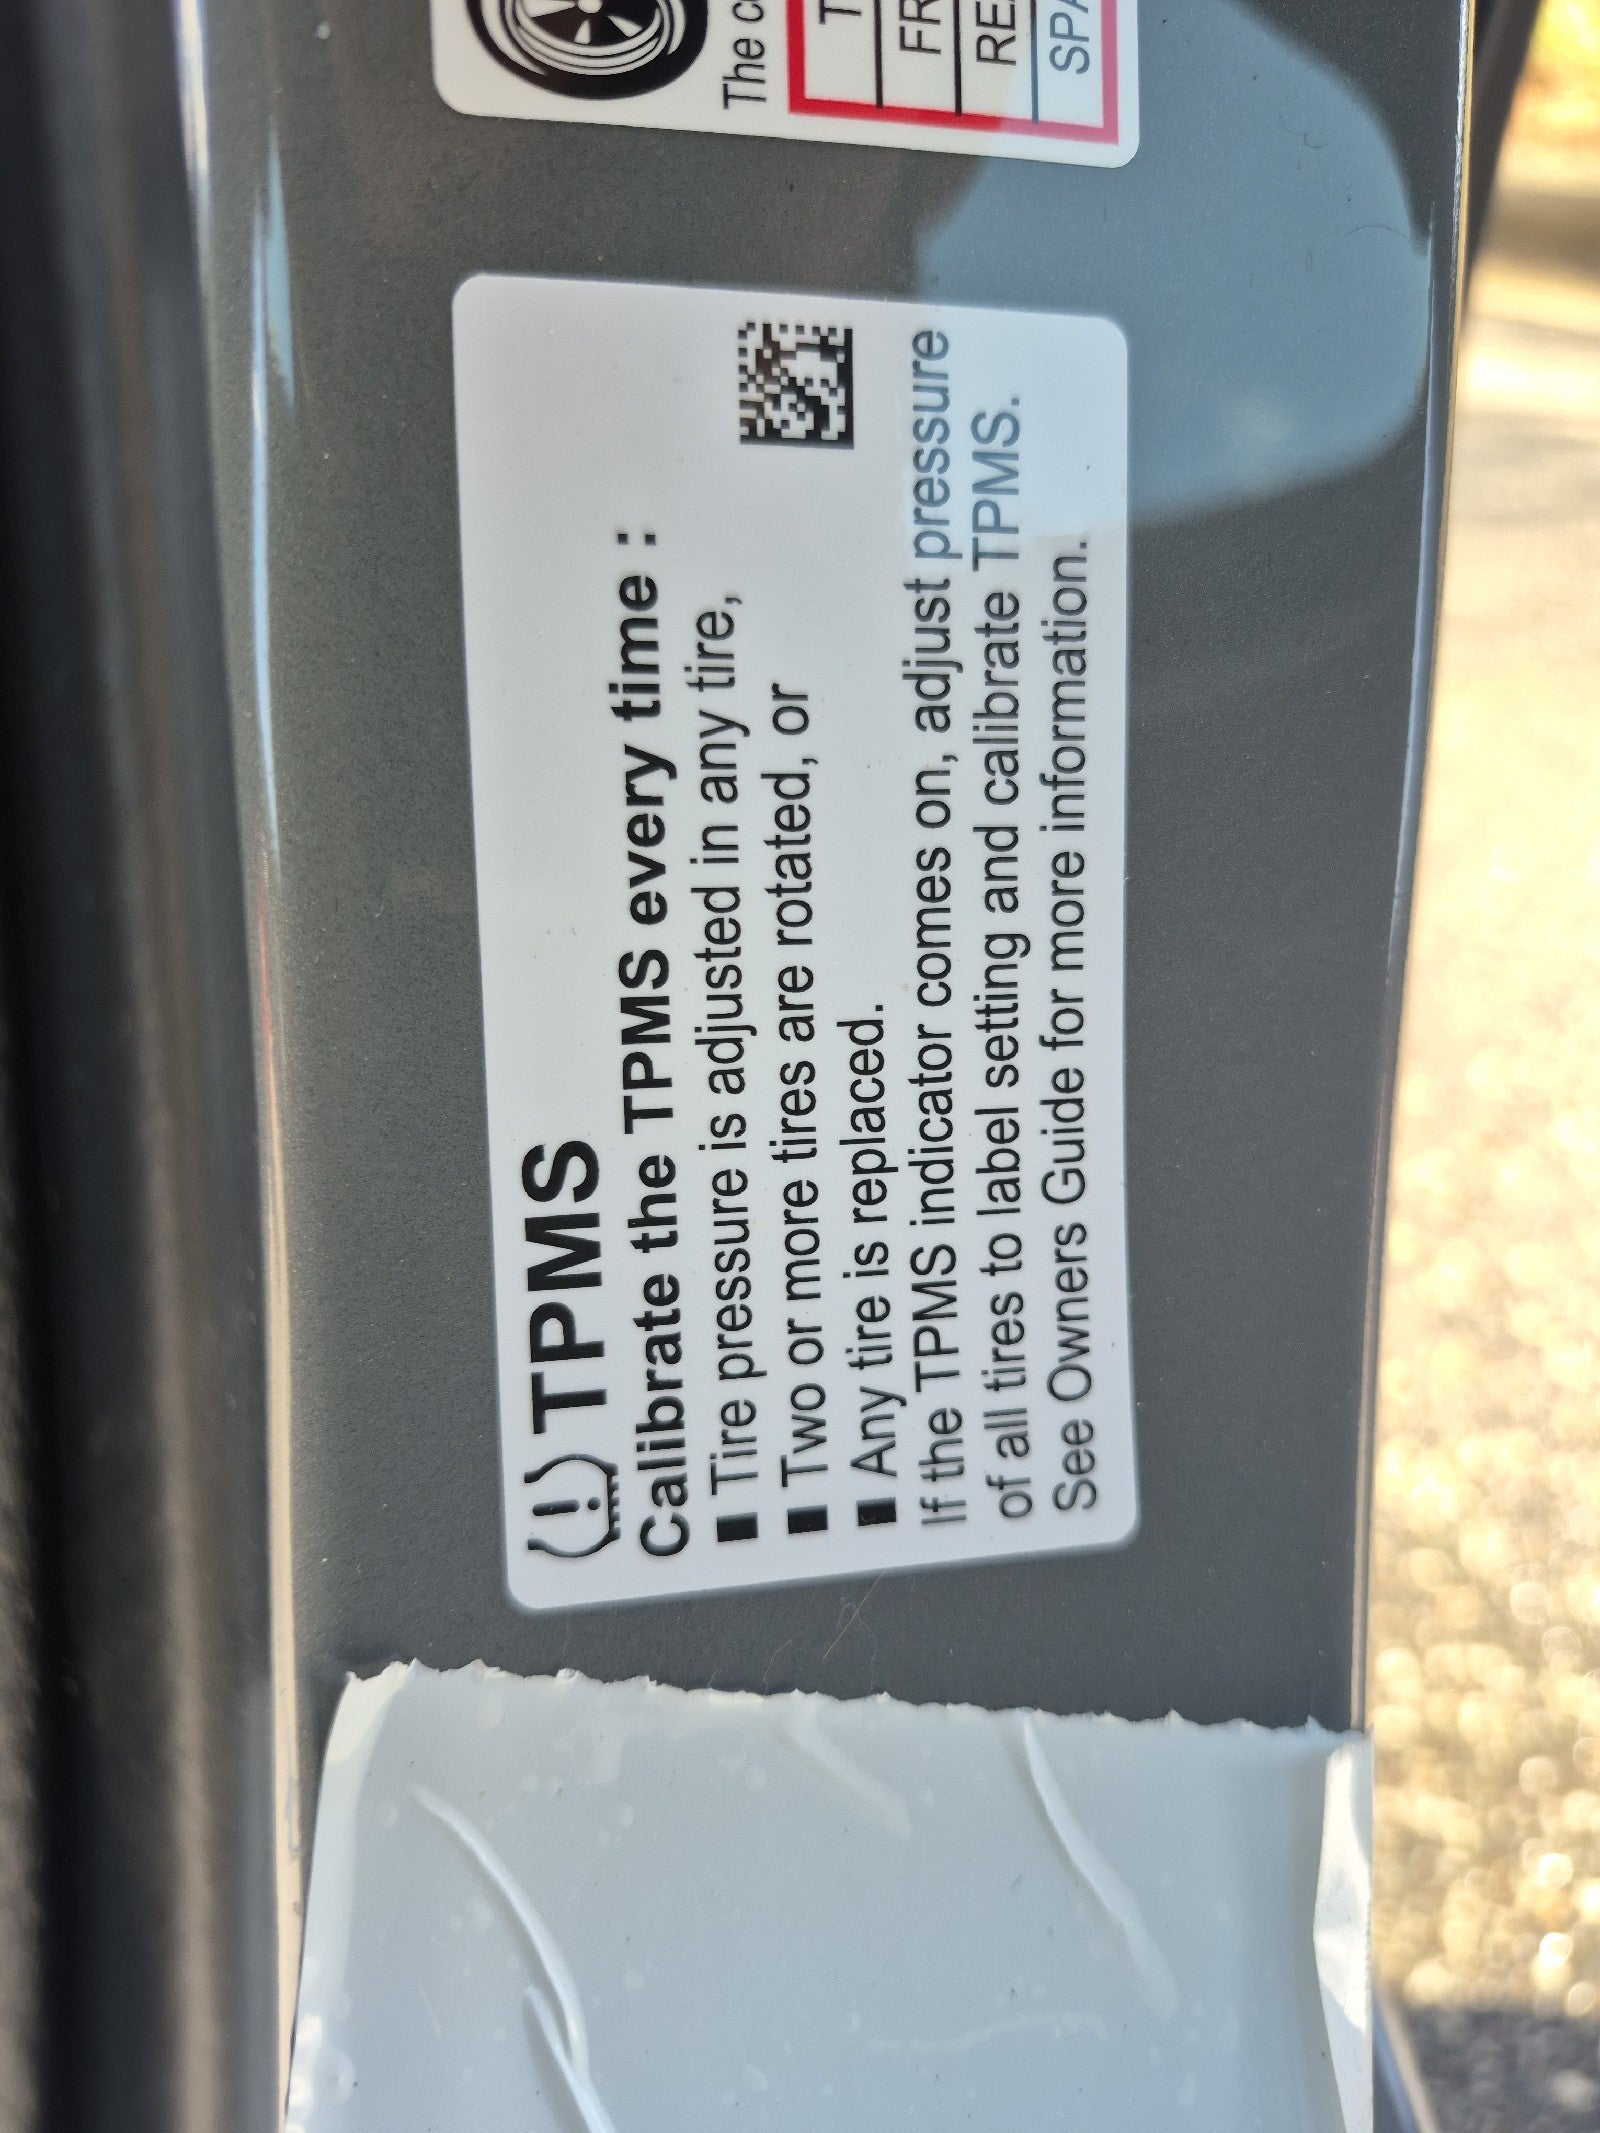 TPMS
Calibrate the TPMS every time :
■ Tire pressure is adjusted in any tire,
■ Two or more tires are rotated, or
■ Any tire is replaced.
If the TPMS indicator comes on, adjust pressure
of all tires to label setting and calibrate TPMS.
See Owners Guide for more information.
The